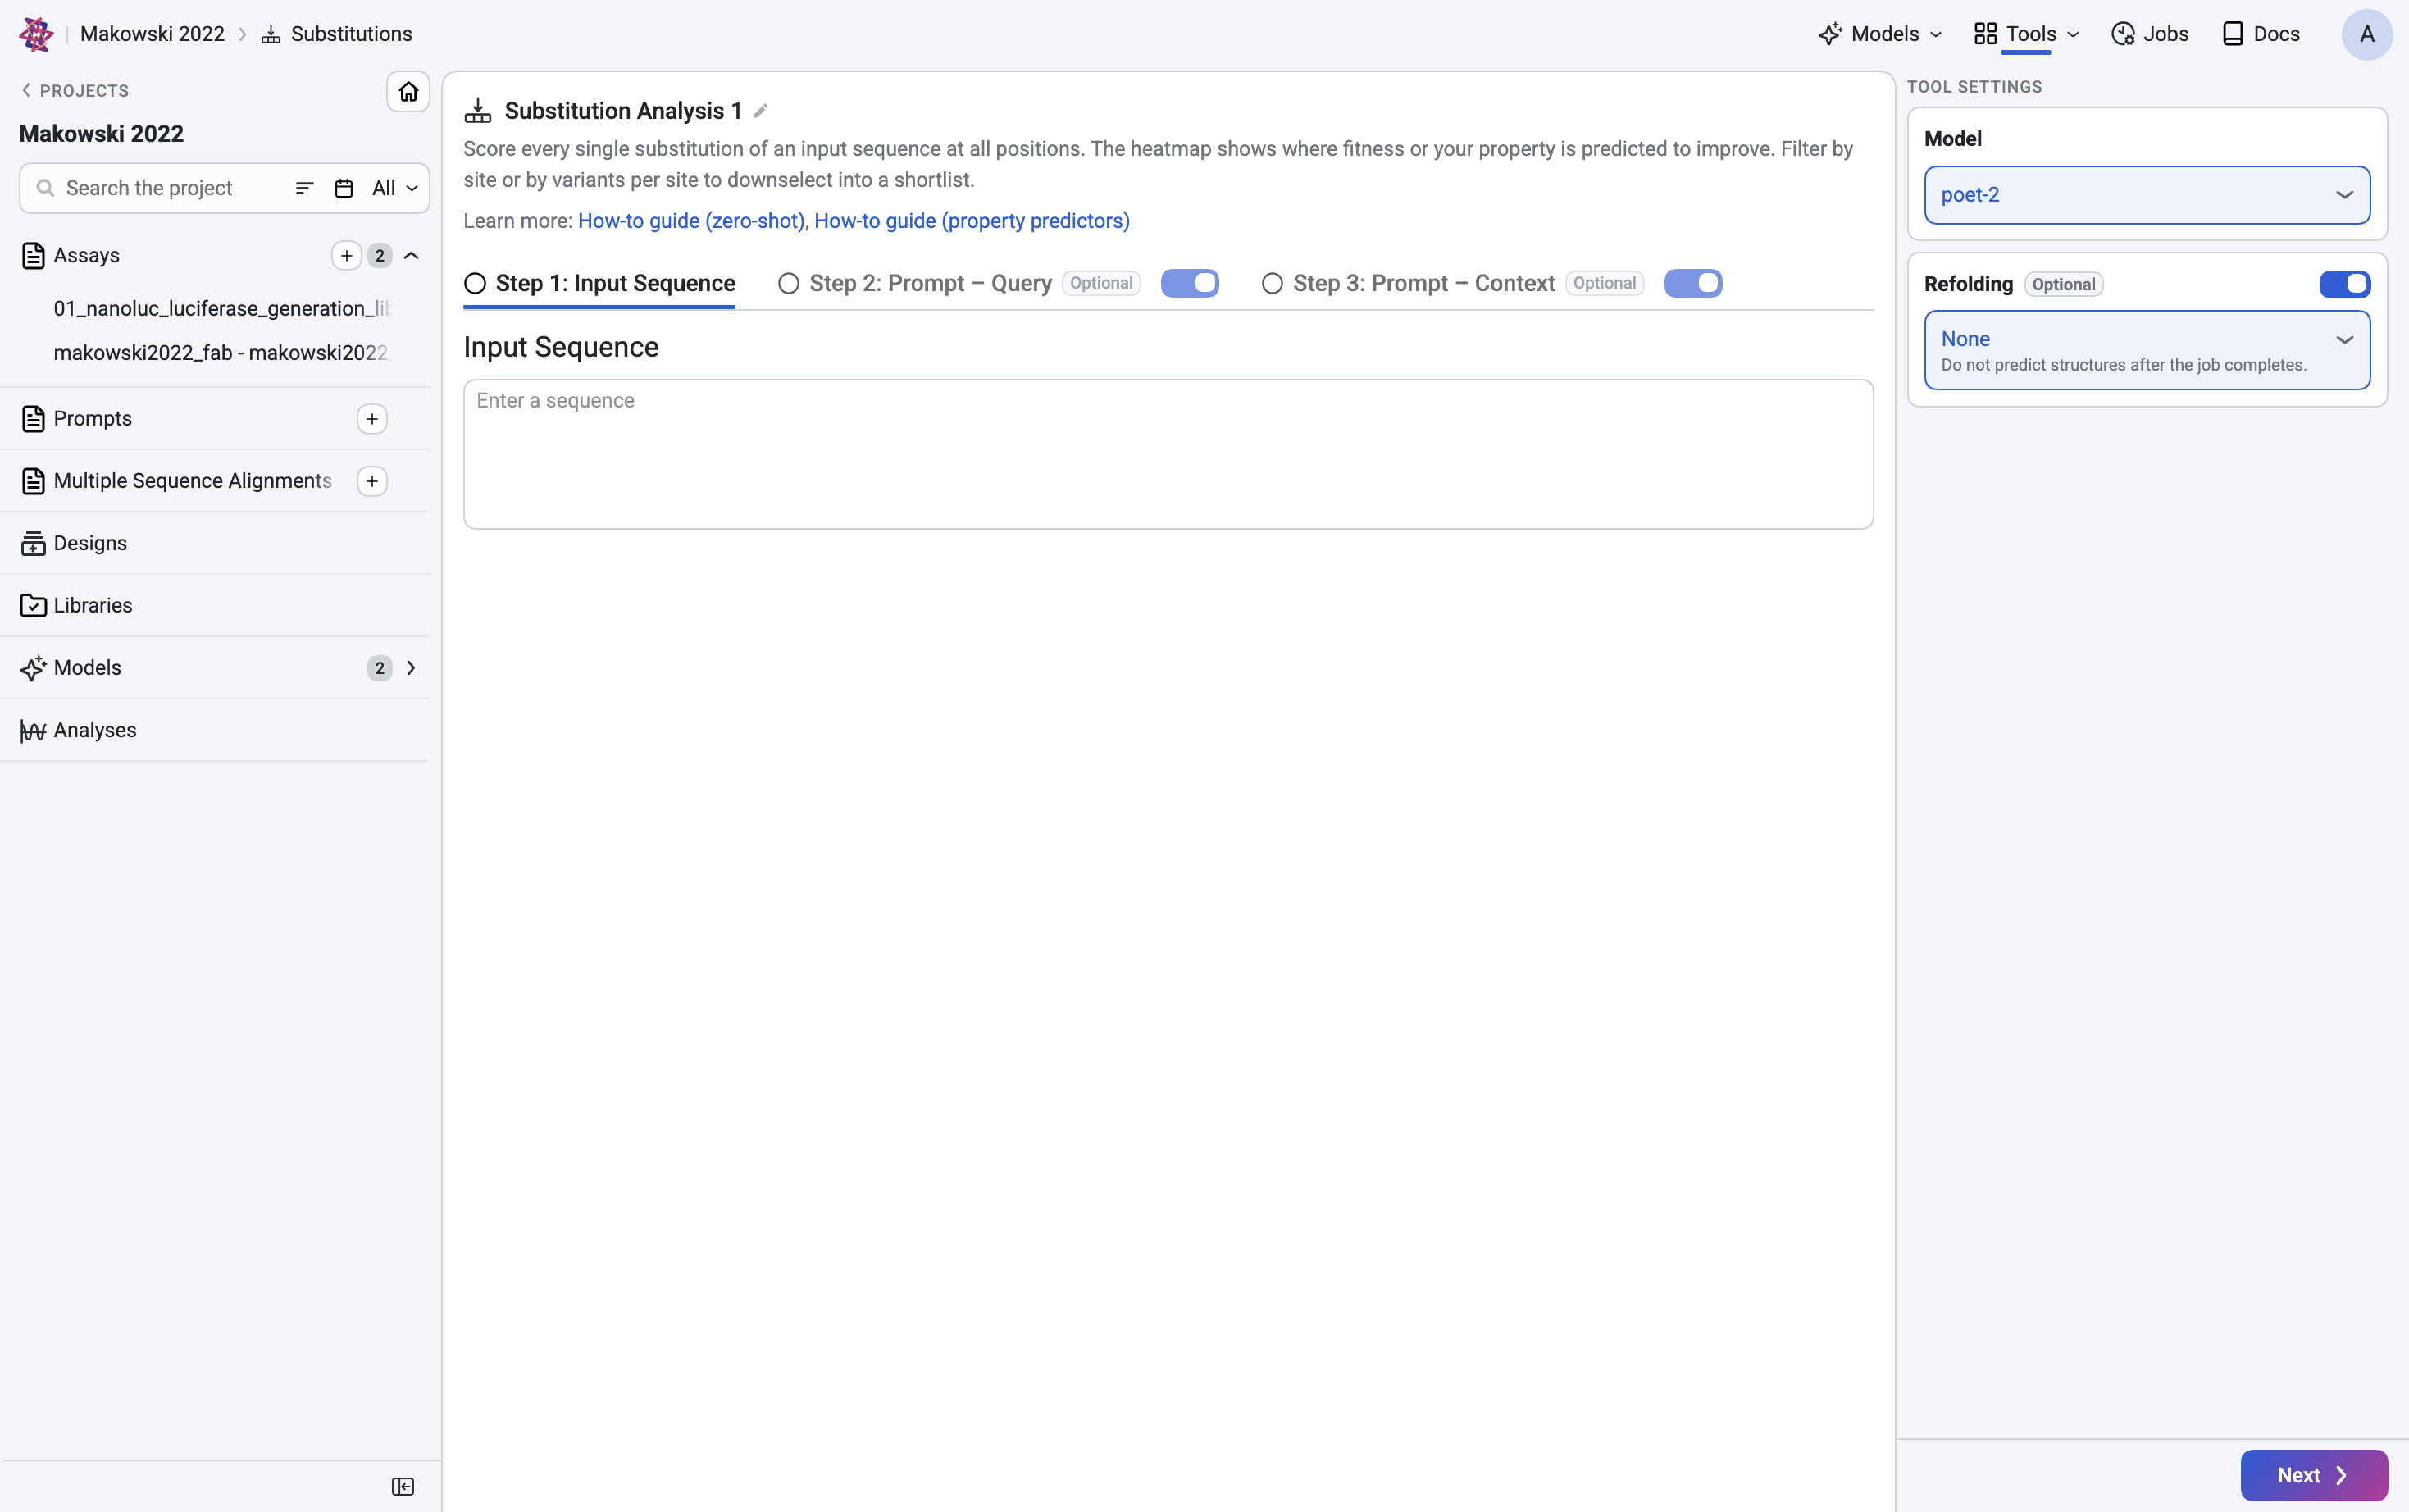 Makowski 2022
Substitutions
Models
Tools
Jobs
Docs
A
PROJECTS
Makowski 2022
Search the project
All
Assays
2
01_nanoluc_luciferase_generation_lib
makowski2022_fab - makowski2022_
Prompts
Multiple Sequence Alignments
Designs
Libraries
Models
2
Analyses
Substitution Analysis 1
Score every single substitution of an input sequence at all positions. The heatmap shows where fitness or your property is predicted to improve. Filter by
site or by variants per site to downselect into a shortlist.
Learn more: How-to guide (zero-shot), How-to guide (property predictors)
Step 1: Input Sequence
Step 2: Prompt – Query Optional
Step 3: Prompt – Context Optional
Input Sequence
Enter a sequence
TOOL SETTINGS
Model
poet-2
Refolding Optional
None
Do not predict structures after the job completes.
Next